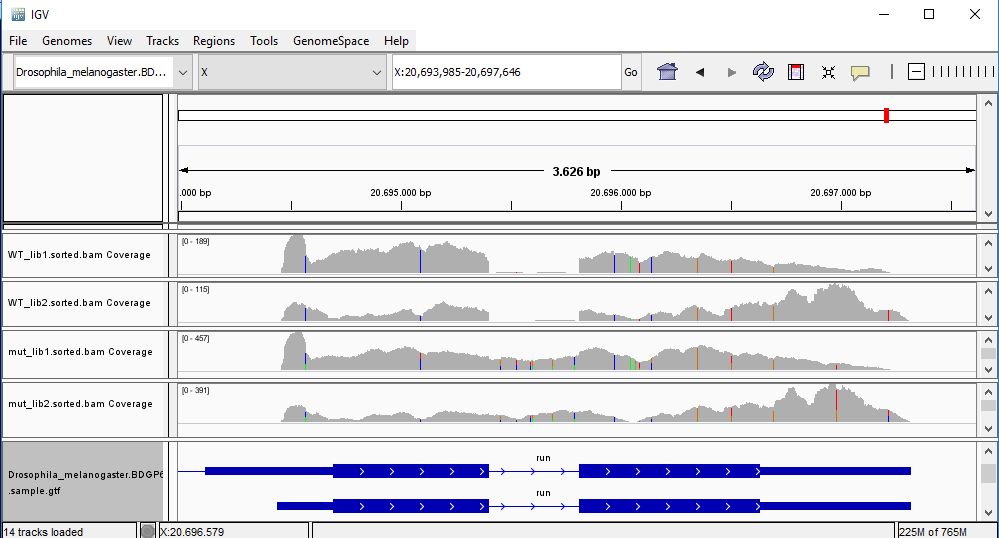 IGV
File Genomes View Tracks Regions Tools GenomeSpace Help
Drosophila_melanogaster.BD... X X:20,693,985-20,697,646 Go
3.626 bp
.000 bp 20.695.000 bp 20.696.000 bp 20.697.000 bp
[0 - 189]
WT_lib1.sorted.bam Coverage
[0 - 115]
WT_lib2.sorted.bam Coverage
[0 - 457]
mut_lib1.sorted.bam Coverage
[0 - 391]
mut_lib2.sorted.bam Coverage
run
Drosophila_melanogaster.BDGP6
.sample.gtf
run
14 tracks loaded X:20.696.579 225M of 765M